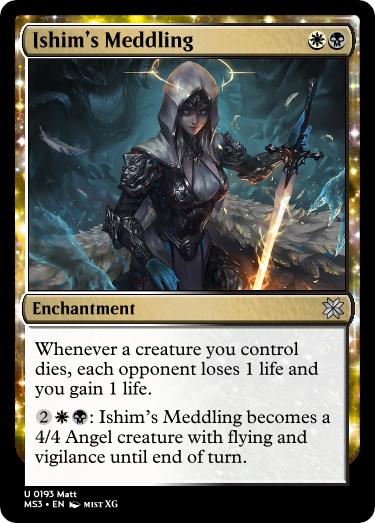 Ishim's Meddling
Enchantment
Whenever a creature you control
dies, each opponent loses 1 life and
you gain 1 life.
2: Ishim's Meddling becomes a
4/4 Angel creature with flying and
vigilance until end of turn.
U 0193 Matt
MS3 • EN MIST XG